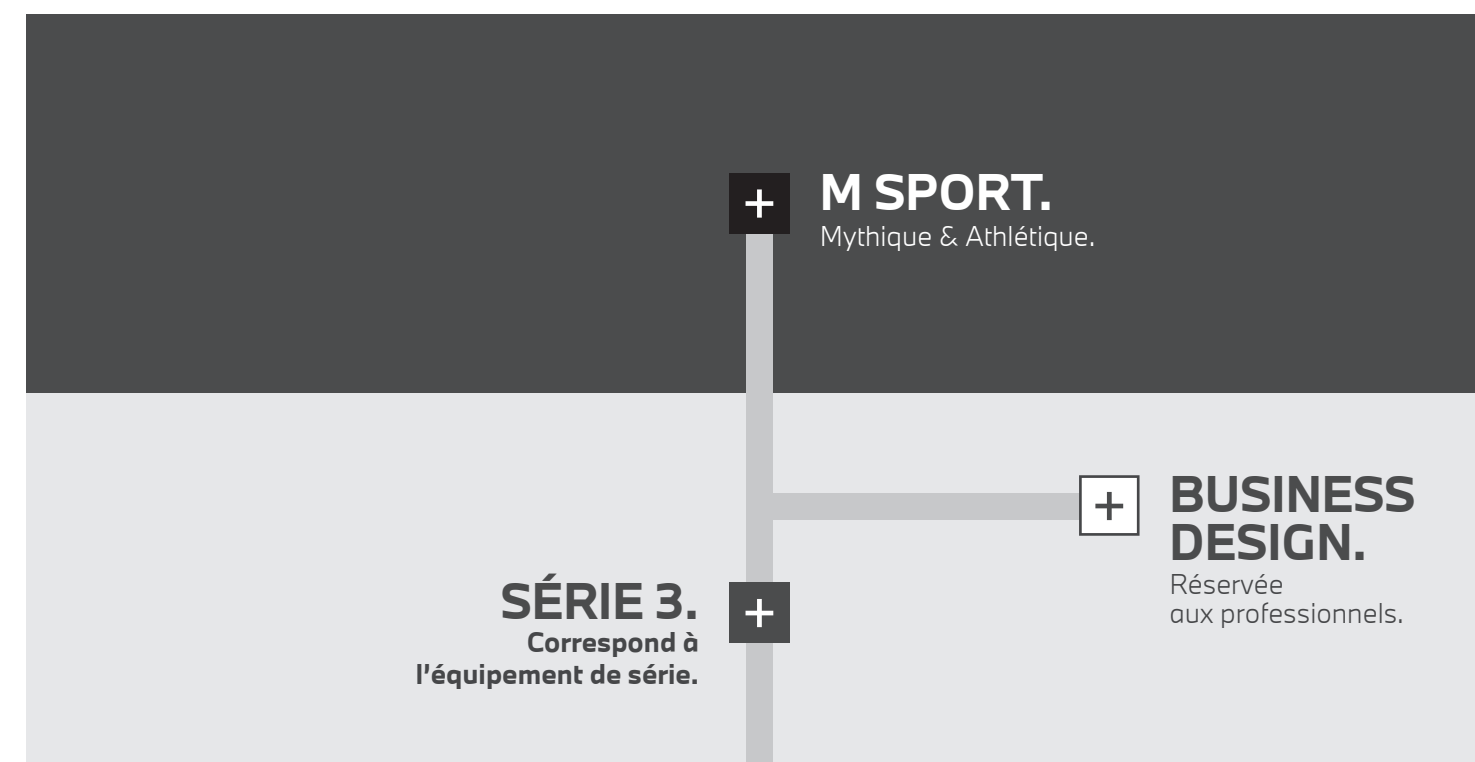 M SPORT.
Mythique & Athlétique.
BUSINESS
DESIGN.
Réservée
aux professionnels.
SÉRIE 3.
Correspond à
l'équipement de série.